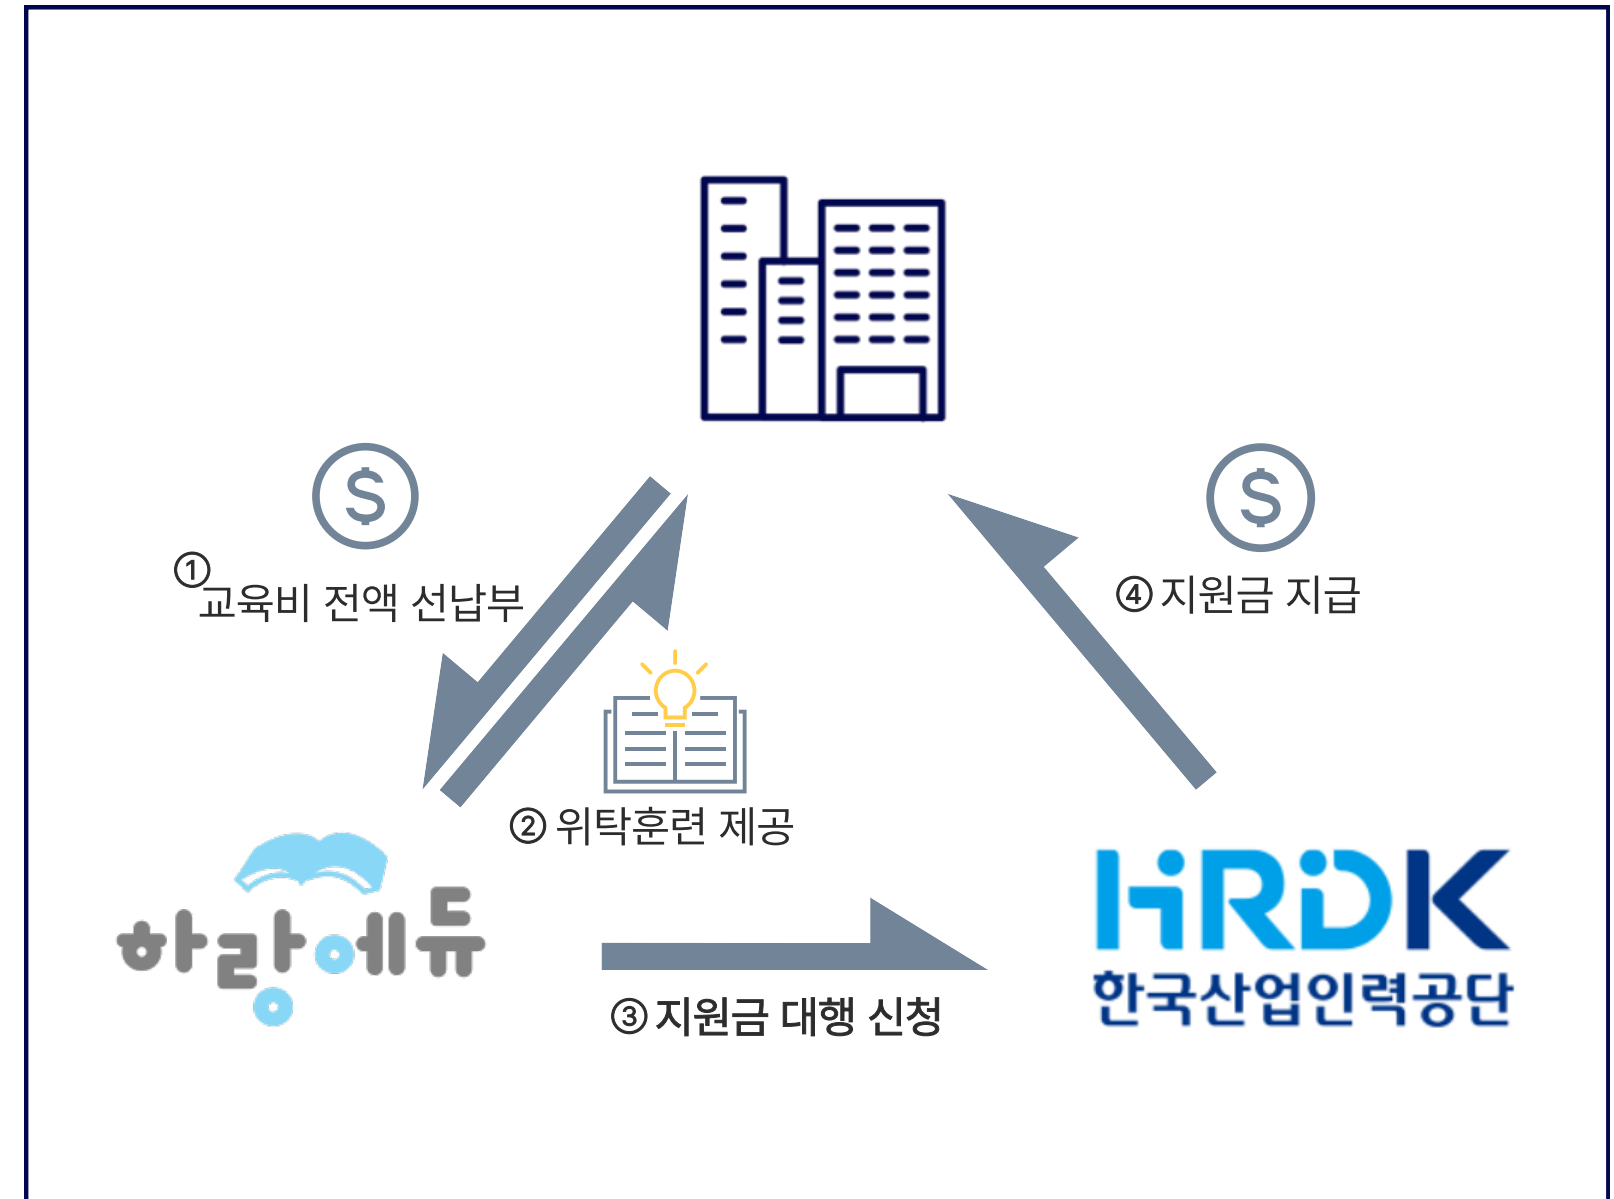 ①
교육비 전액 선납부
④ 지원금 지급
② 위탁훈련 제공
하랑에듀
HRDK
한국산업인력공단
③ 지원금 대행 신청